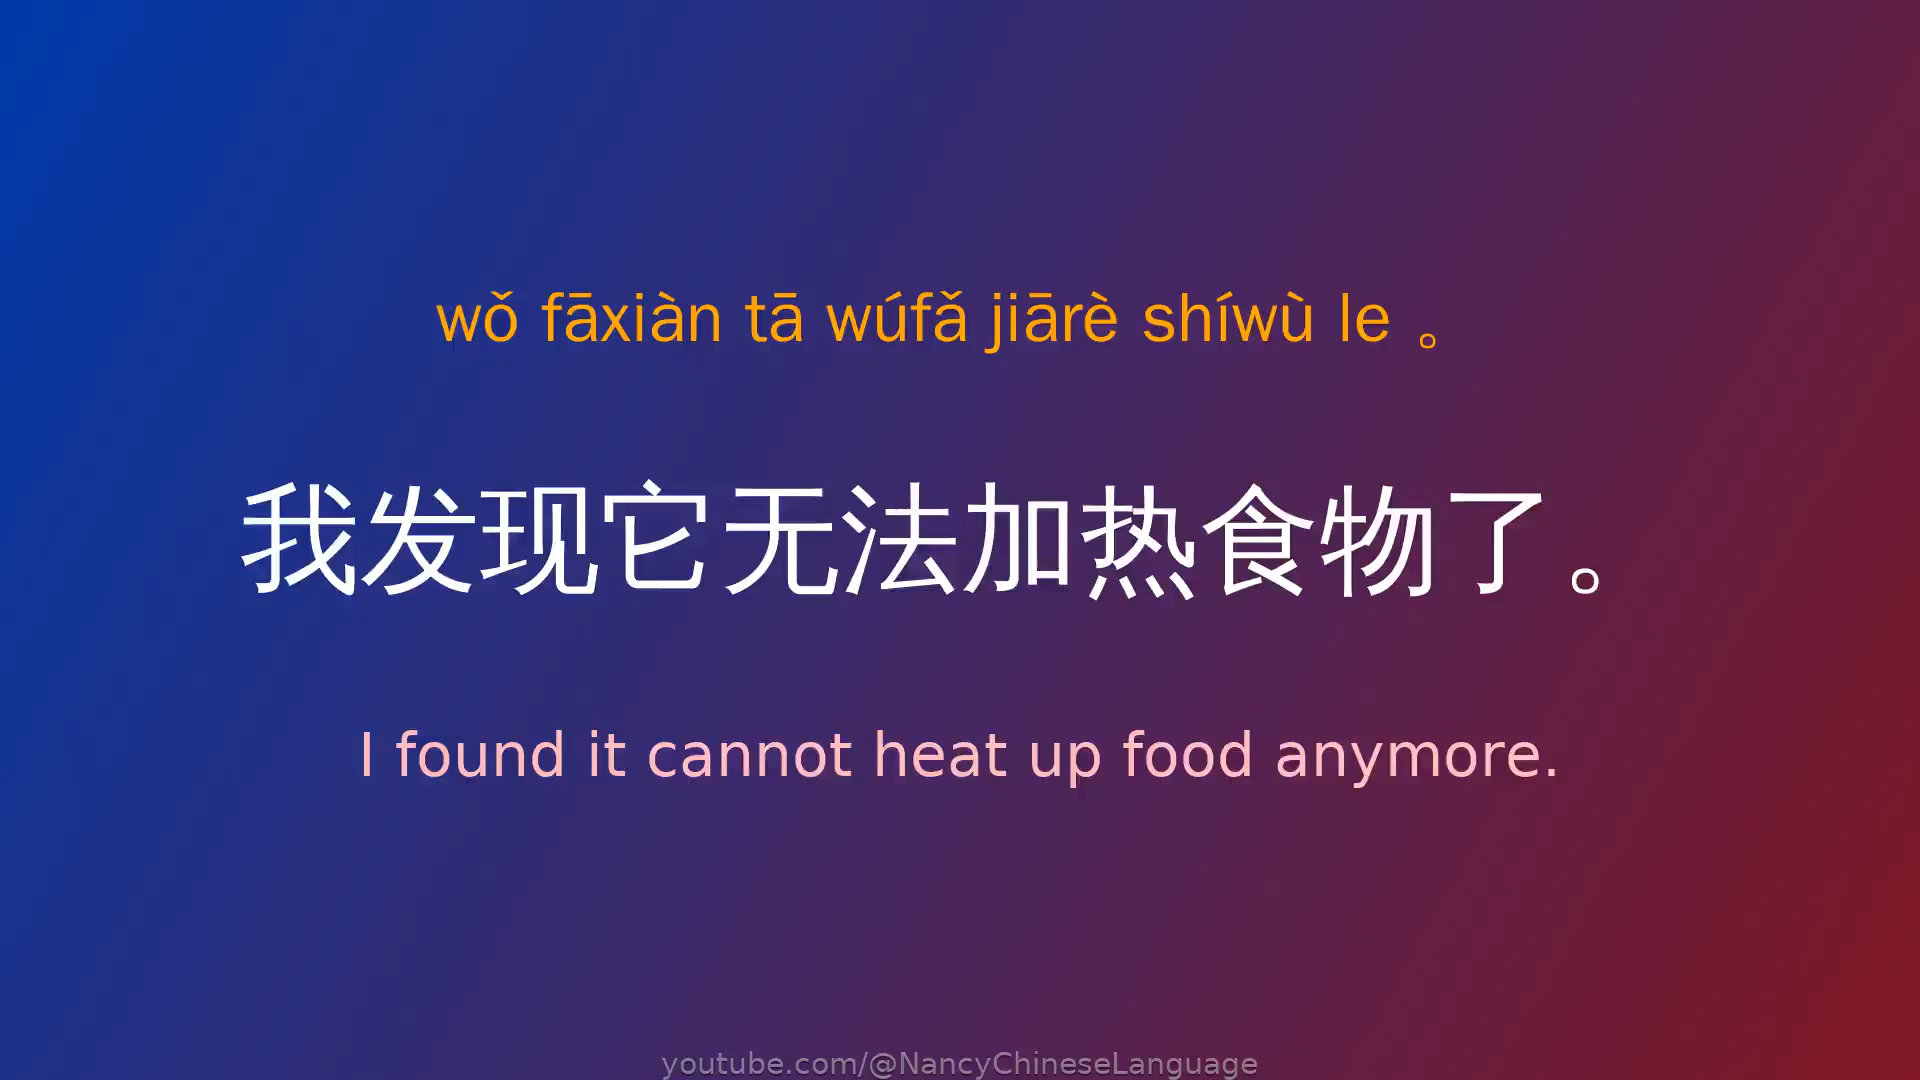 wǒ fāxiàn tā wúfǎ jiārè shíwù le 。
我发现它无法加热食物了。
I found it cannot heat up food anymore.
youtube.com/@NancyChineseLanguage